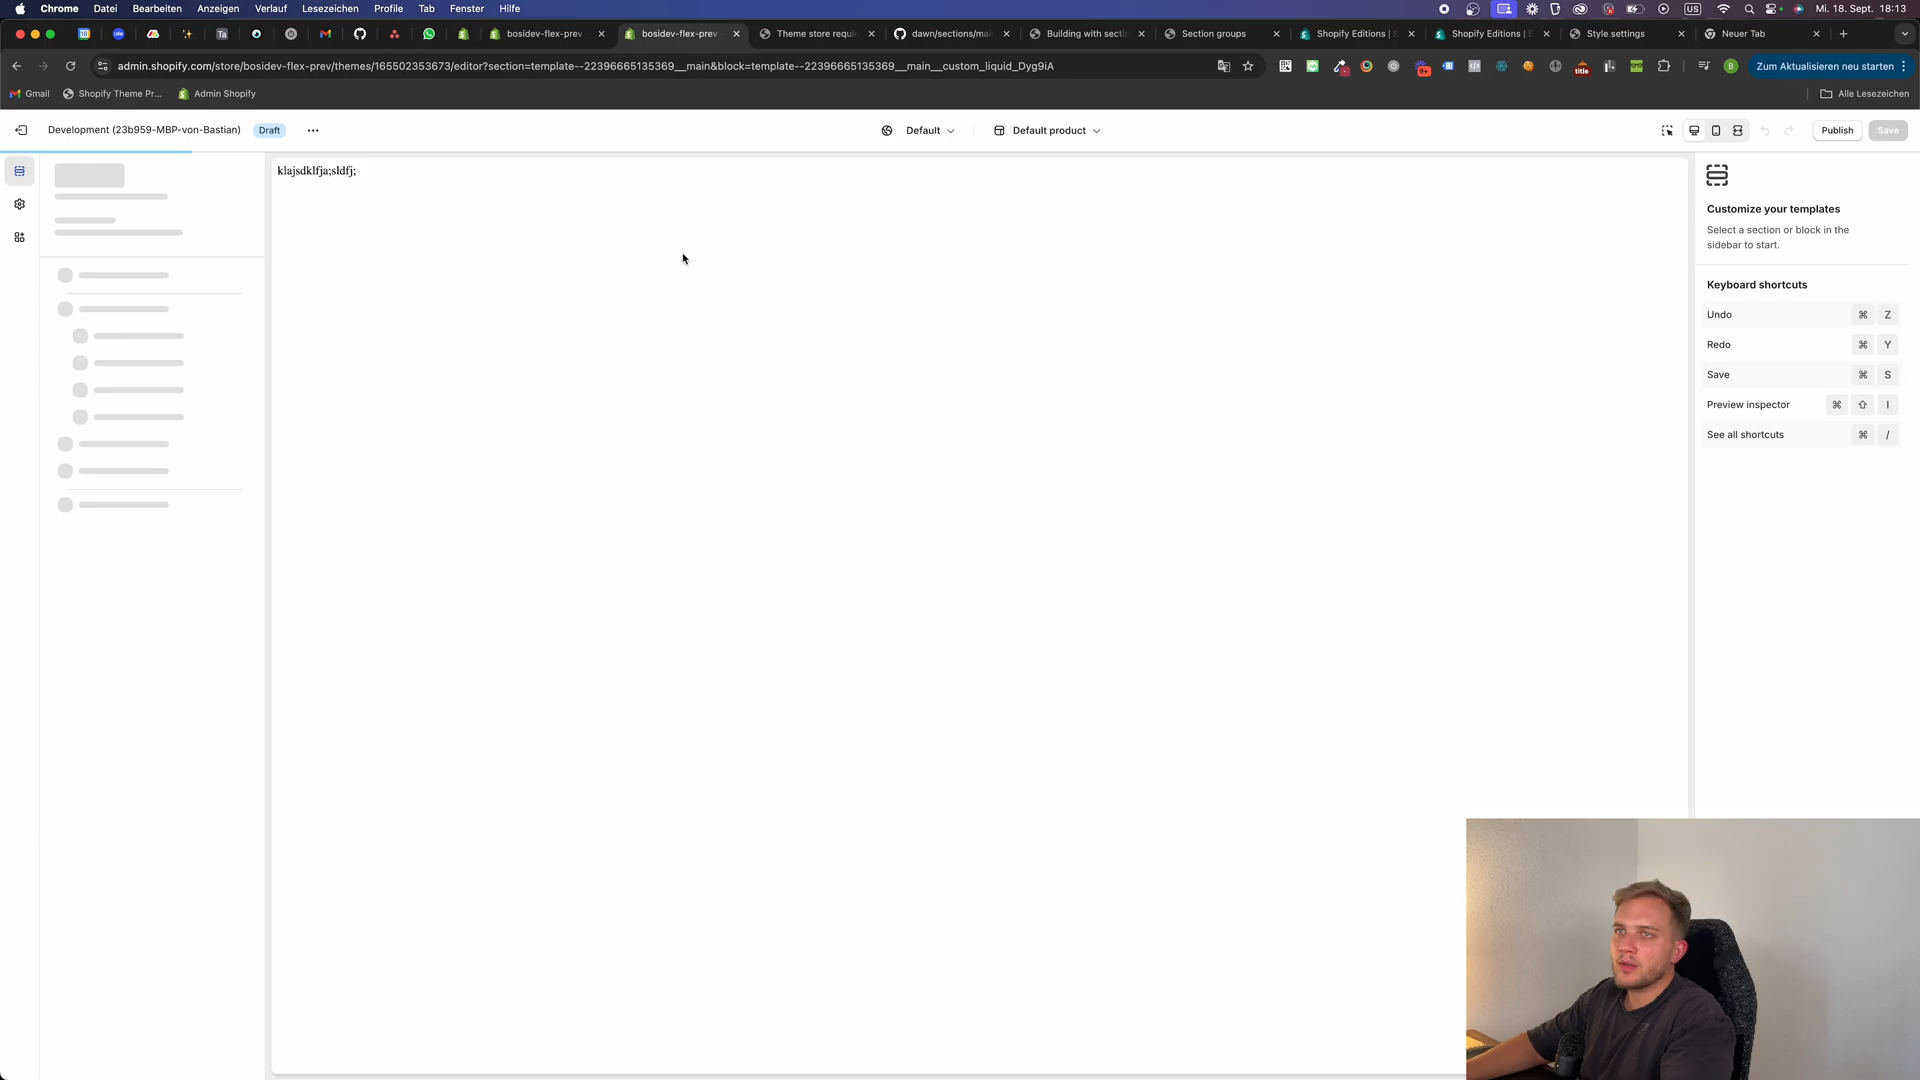 Chrome Datei Bearbeiten Anzeigen Verlauf Lesezeichen Profile Tab Fenster Hilfe US Mi. 18. Sept. 18:13
bosidev-flex-prev bosidev-flex-prev Theme store requi dawn/sections/mai Building with secti Section groups Shopify Editions | S Shopify Editions | S Style settings Neuer Tab
admin.shopify.com/store/bosidev-flex-prev/themes/165502353673/editor?section=template--22396665135369__main&block=template--22396665135369__main__custom_liquid_Dyg9iA 9+ title B Zum Aktualisieren neu starten
Gmail Shopify Theme Pr... Admin Shopify Alle Lesezeichen
Development (23b959-MBP-von-Bastian) Draft Default Default product Publish Save
klajsdklfja;sldfj;
Customize your templates
Select a section or block in the
sidebar to start.
Keyboard shortcuts
Undo ⌘ Z
Redo ⌘ Y
Save ⌘ S
Preview inspector ⌘ ⇧ I
See all shortcuts ⌘ /